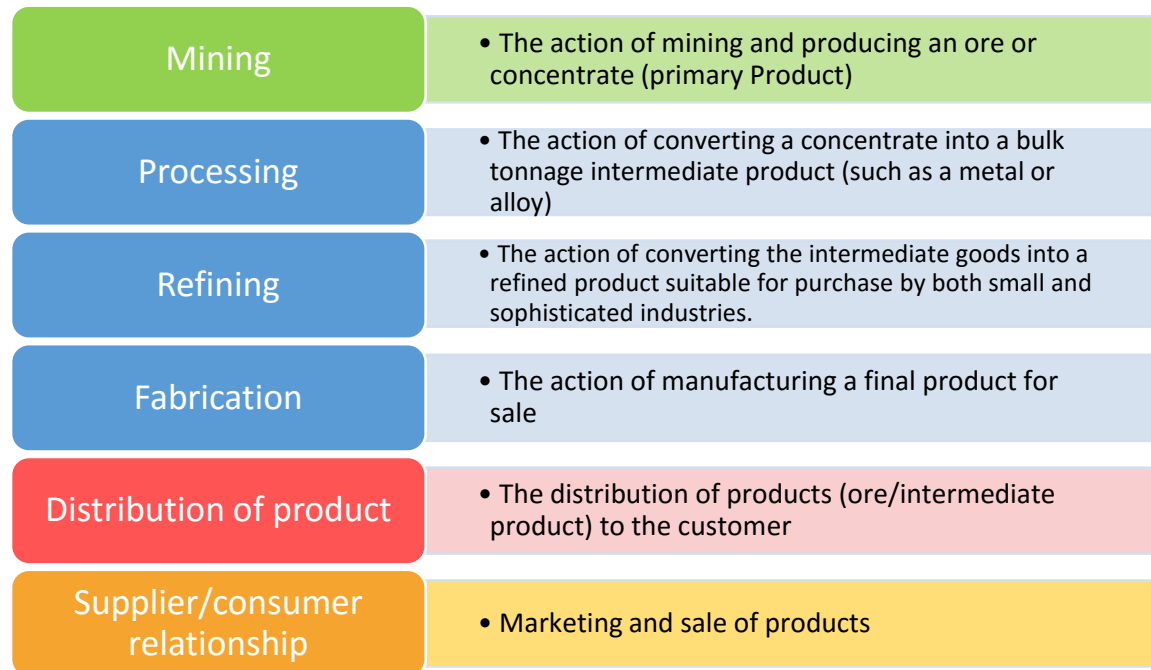 Mining
• The action of mining and producing an ore or
concentrate (primary Product)
Processing
• The action of converting a concentrate into a bulk
tonnage intermediate product (such as a metal or
alloy)
Refining
• The action of converting the intermediate goods into a
refined product suitable for purchase by both small and
sophisticated industries.
Fabrication
• The action of manufacturing a final product for
sale
Distribution of product
• The distribution of products (ore/intermediate
product) to the customer
Supplier/consumer
relationship
• Marketing and sale of products